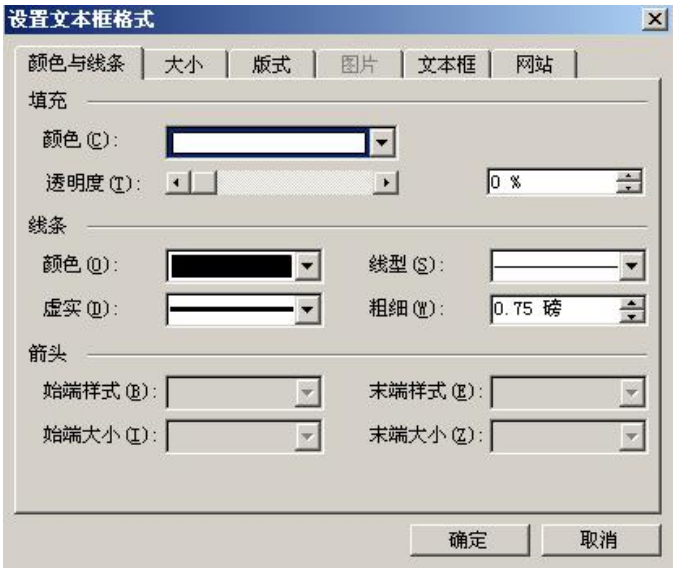 设置文本框格式
颜色与线条 大小 版式 图片 文本框 网站
填充
颜色(C):
透明度(T): 0 %
线条
颜色(O): 线型(S):
虚实(D): 粗细(W): 0.75 磅
箭头
始端样式(B): 末端样式(E):
始端大小(I): 末端大小(Z):
确定 取消